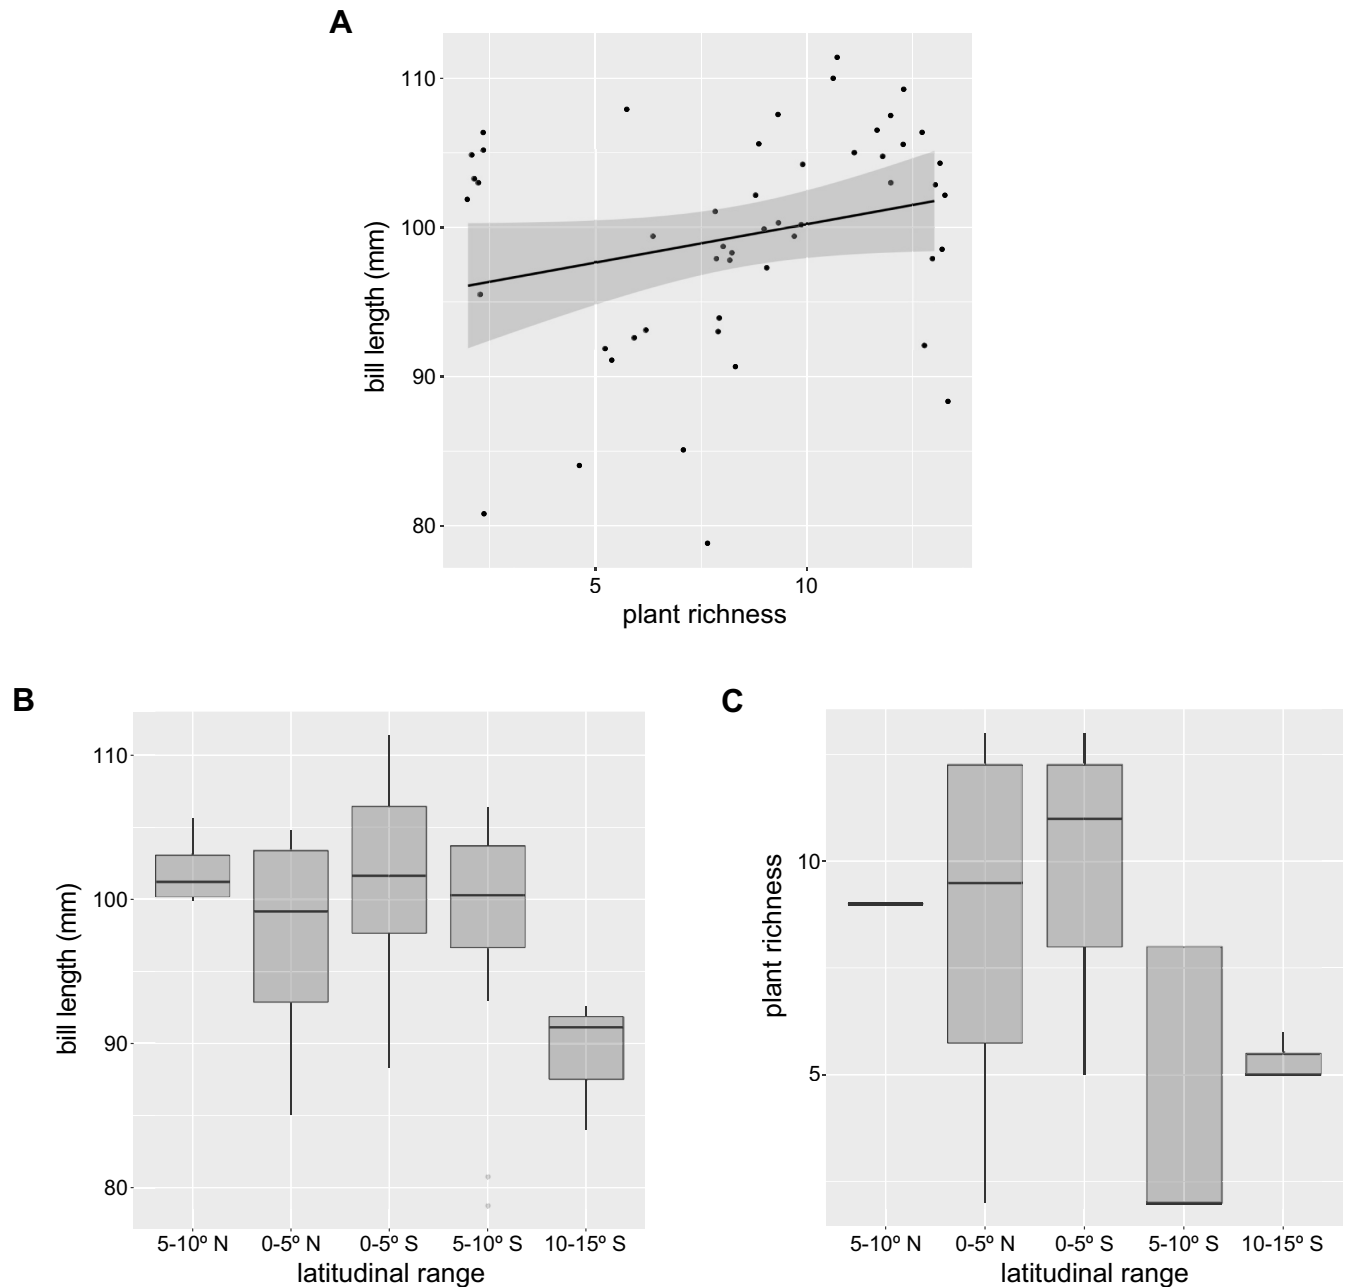 A
110
100
90
80
bill length (mm)
5 10
plant richness
B
110
100
90
80
bill length (mm)
5-10º N 0-5º N 0-5º S 5-10º S 10-15º S
latitudinal range
C
10
5
plant richness
5-10º N 0-5º N 0-5º S 5-10º S 10-15º S
latitudinal range